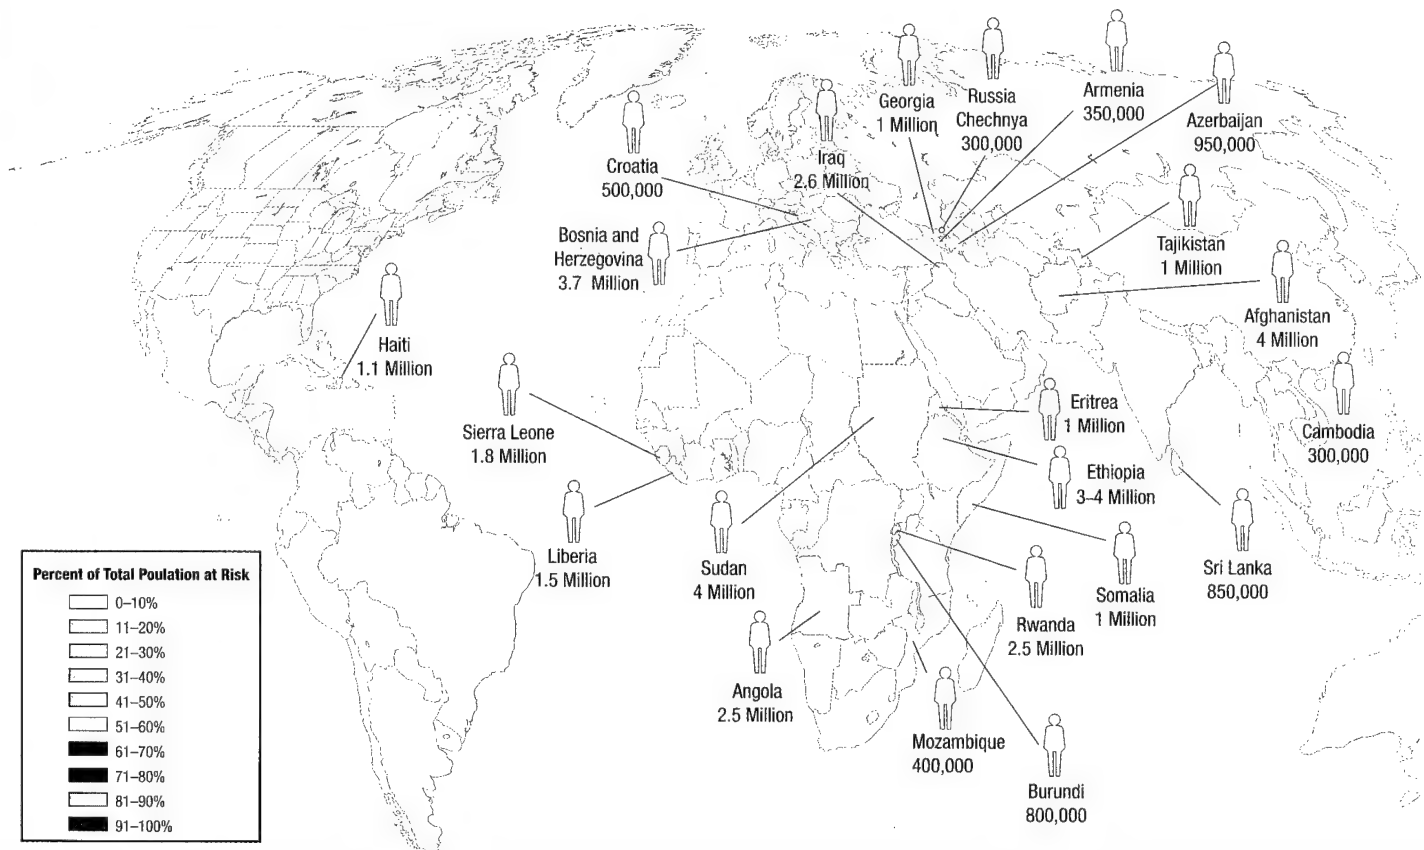 Georgia
1 Million
Russia
Chechnya
300,000
Armenia
350,000
Azerbaijan
950,000
Croatia
500,000
Iraq
2.6 Million
Bosnia and
Herzegovina
3.7 Million
Tajikistan
1 Million
Afghanistan
4 Million
Haiti
1.1 Million
Sierra Leone
1.8 Million
Eritrea
1 Million
Cambodia
300,000
Ethiopia
3–4 Million
Liberia
1.5 Million
Sudan
4 Million
Somalia
1 Million
Sri Lanka
850,000
Rwanda
2.5 Million
Angola
2.5 Million
Mozambique
400,000
Burundi
800,000
Percent of Total Poulation at Risk
0–10%
11–20%
21–30%
31–40%
41–50%
51–60%
61–70%
71–80%
81–90%
91–100%